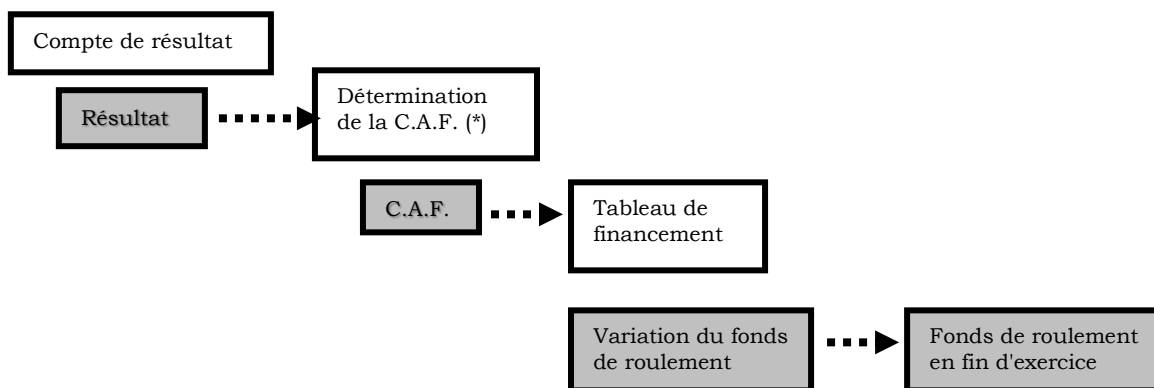 Compte de résultat
Résultat
Détermination
de la C.A.F. (*)
C.A.F.
Tableau de
financement
Variation du fonds
de roulement
Fonds de roulement
en fin d'exercice